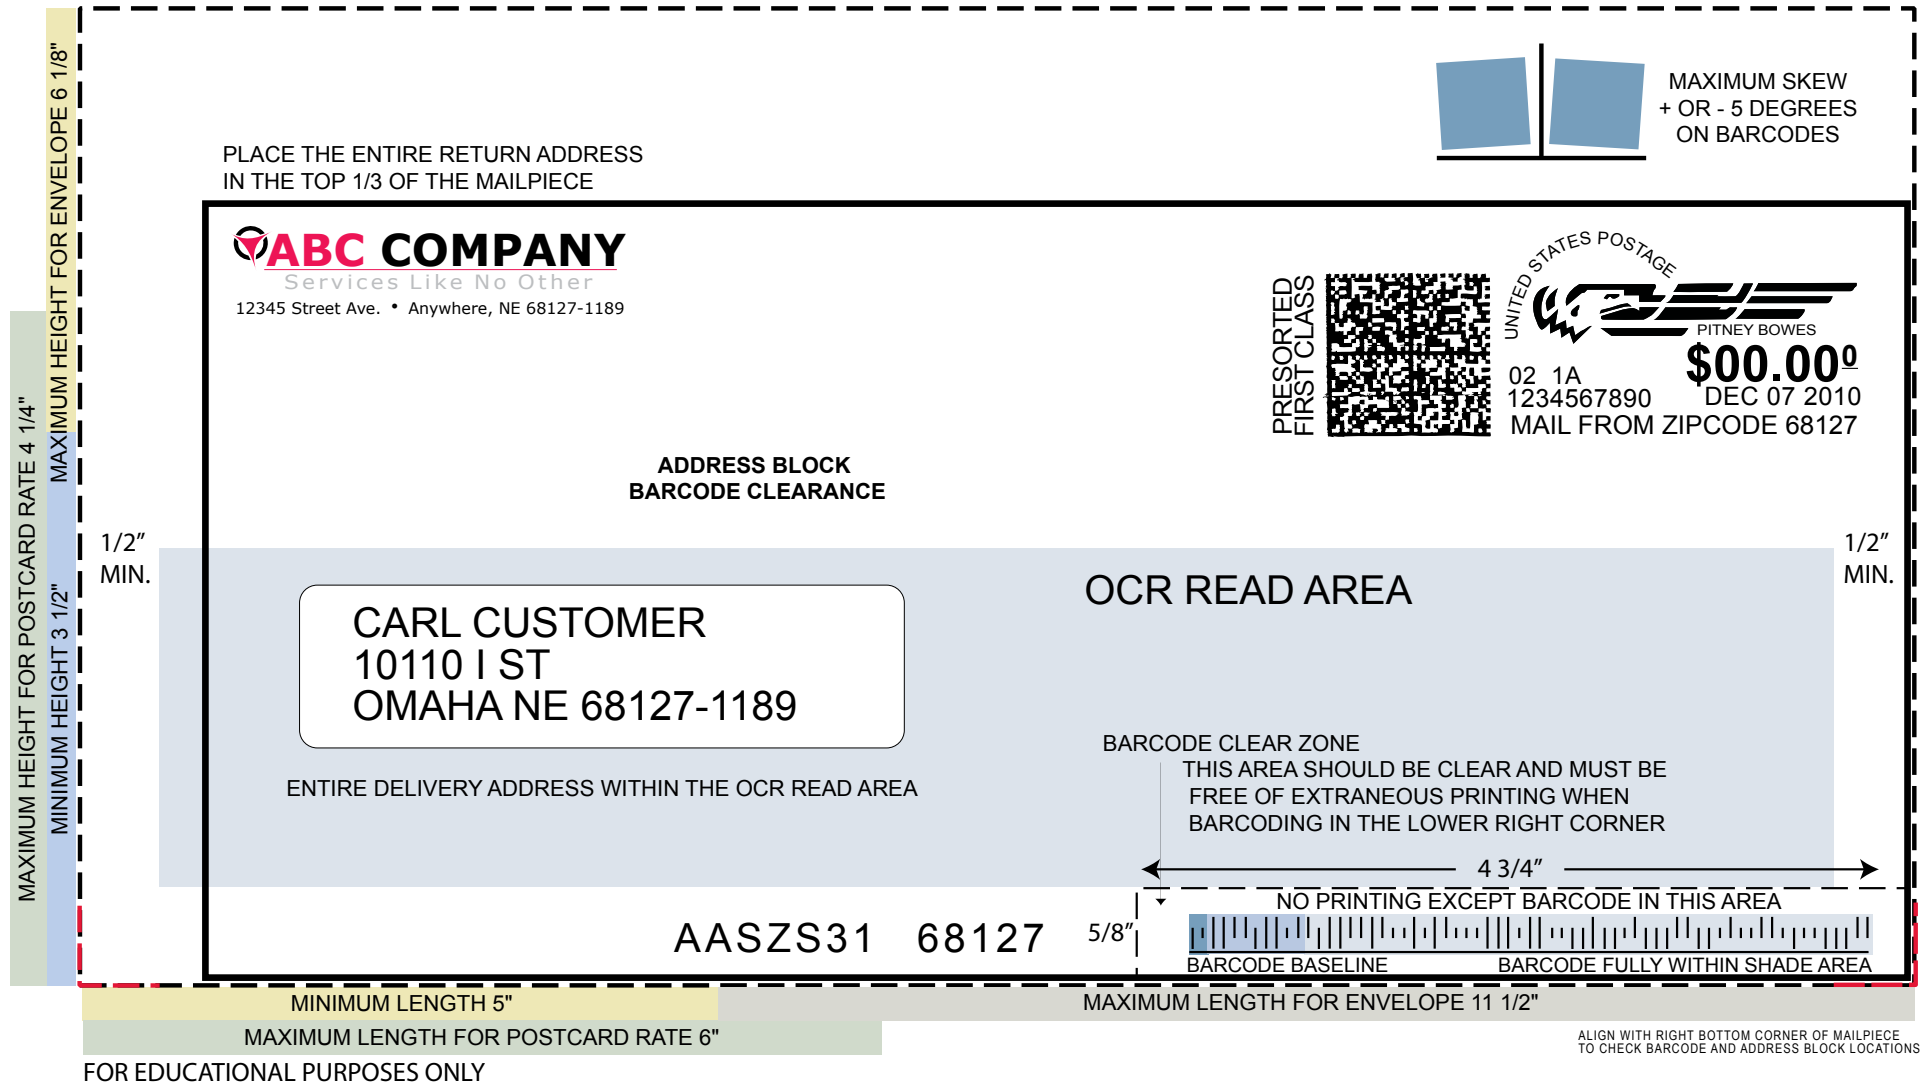 MAXIMUM HEIGHT FOR POSTCARD RATE 4 1/4"
MAXIMUM HEIGHT FOR ENVELOPE 6 1/8"
MINIMUM HEIGHT 3 1/2"
MAXIMUM SKEW
+ OR - 5 DEGREES
ON BARCODES
PLACE THE ENTIRE RETURN ADDRESS
IN THE TOP 1/3 OF THE MAILPIECE
ABC COMPANY
Services Like No Other
12345 Street Ave. • Anywhere, NE 68127-1189
PRESORTED
FIRST CLASS
UNITED STATES POSTAGE
PITNEY BOWES
$00.000
02 1A
1234567890 DEC 07 2010
MAIL FROM ZIPCODE 68127
ADDRESS BLOCK
BARCODE CLEARANCE
1/2”
MIN.
1/2”
MIN.
OCR READ AREA
CARL CUSTOMER
10110 I ST
OMAHA NE 68127-1189
ENTIRE DELIVERY ADDRESS WITHIN THE OCR READ AREA
BARCODE CLEAR ZONE
THIS AREA SHOULD BE CLEAR AND MUST BE
FREE OF EXTRANEOUS PRINTING WHEN
BARCODING IN THE LOWER RIGHT CORNER
4 3/4”
NO PRINTING EXCEPT BARCODE IN THIS AREA
AASZS31 68127
5/8”
BARCODE BASELINE BARCODE FULLY WITHIN SHADE AREA
MINIMUM LENGTH 5"
MAXIMUM LENGTH FOR ENVELOPE 11 1/2"
MAXIMUM LENGTH FOR POSTCARD RATE 6"
ALIGN WITH RIGHT BOTTOM CORNER OF MAILPIECE
TO CHECK BARCODE AND ADDRESS BLOCK LOCATIONS
FOR EDUCATIONAL PURPOSES ONLY